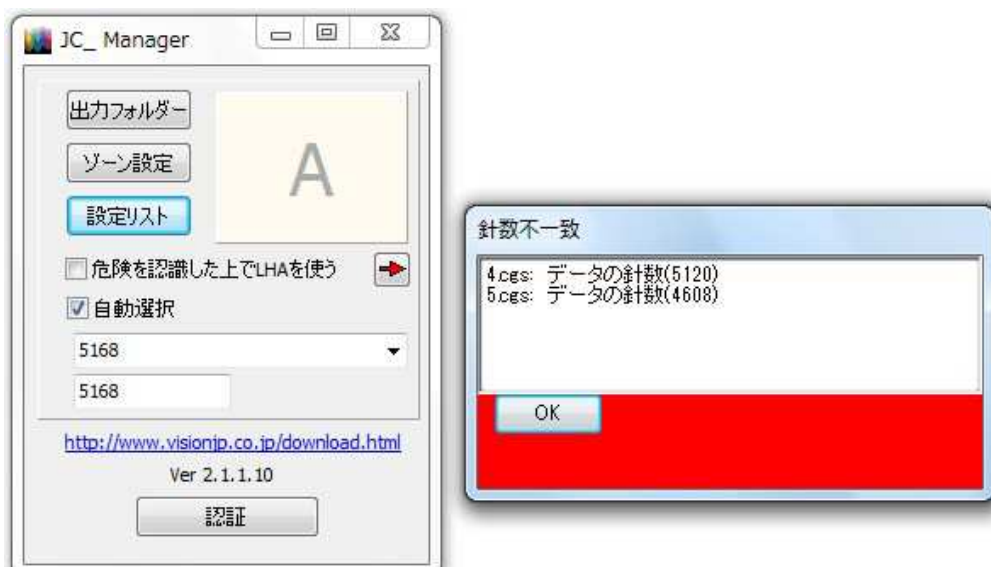 JC_ Manager
出力フォルダー
ゾーン設定
設定リスト
A
危険を認識した上でLHAを使う
自動選択
5168
5168
http://www.visionjp.co.jp/download.html
Ver 2.1.1.10
認証
針数不一致
4.cgs: データの針数(5120)
5.cgs: データの針数(4608)
OK